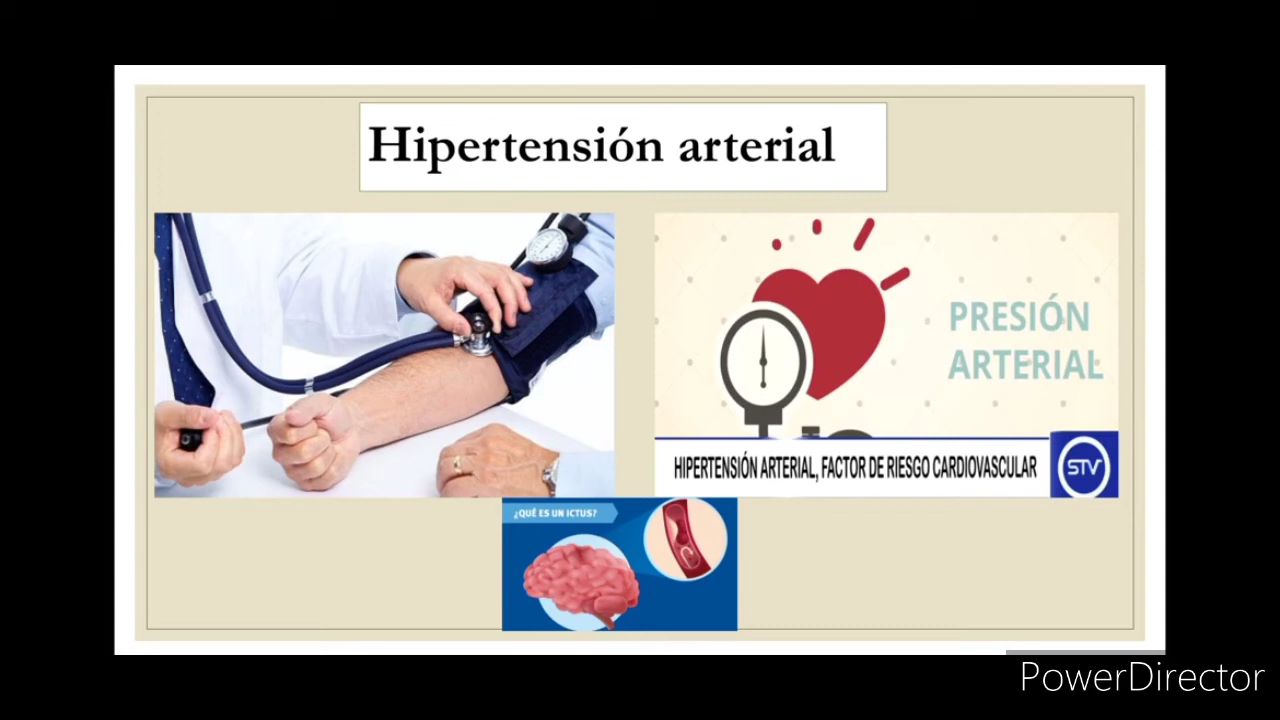 Hipertensión arterial
PRESIÓN
ARTERIAL
HIPERTENSIÓN ARTERIAL, FACTOR DE RIESGO CARDIOVASCULAR
STV
¿QUÉ ES UN ICTUS?
PowerDirector